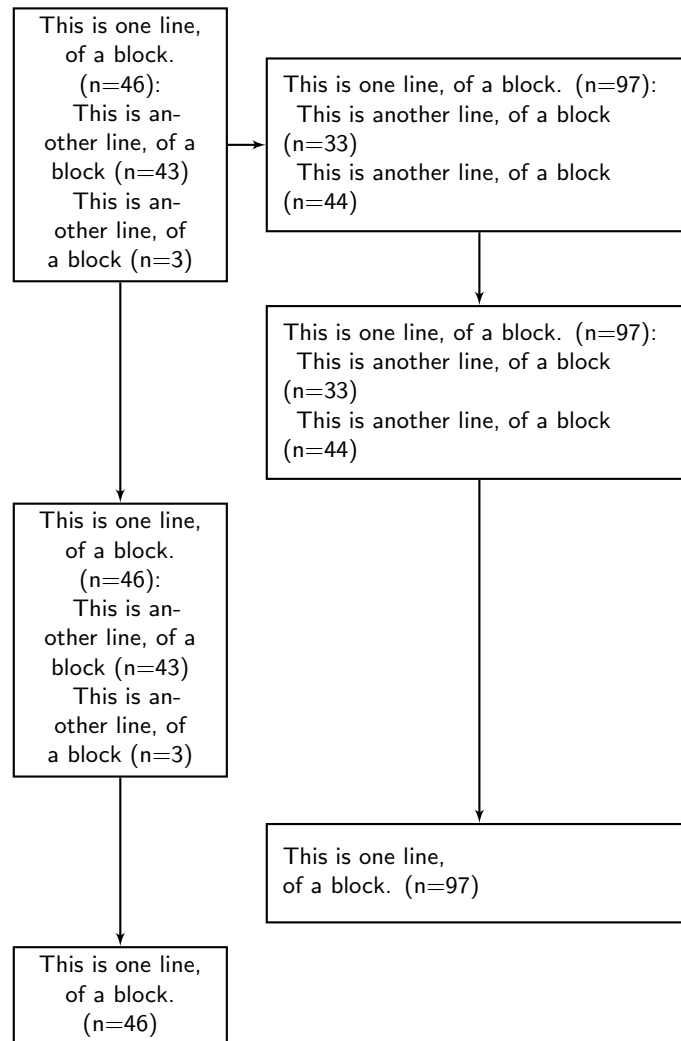 This is one line,
of a block.
(n=46):
This is an-
other line, of a
block (n=43)
This is an-
other line, of
a block (n=3)
This is one line, of a block. (n=97):
This is another line, of a block
(n=33)
This is another line, of a block
(n=44)
This is one line, of a block. (n=97):
This is another line, of a block
(n=33)
This is another line, of a block
(n=44)
This is one line,
of a block.
(n=46):
This is an-
other line, of a
block (n=43)
This is an-
other line, of
a block (n=3)
This is one line,
of a block. (n=97)
This is one line,
of a block.
(n=46)